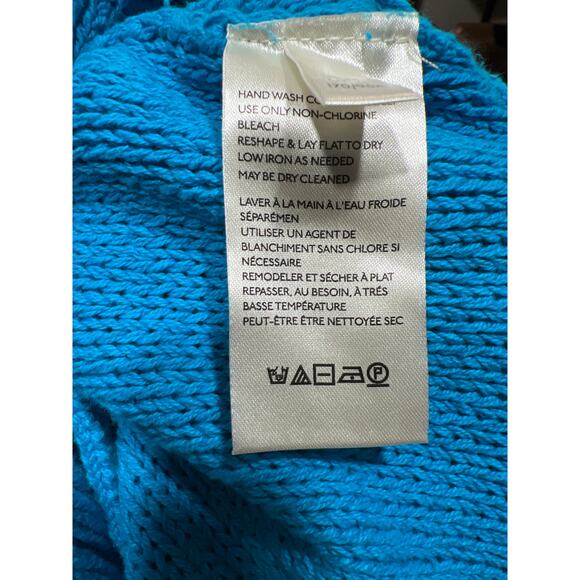 HAND WASH
USE ONLY NON-CHLORINE
BLEACH
RESHAPE & LAY FLAT TO DRY
LOW IRON AS NEEDED
MAY BE DRY CLEANED
LAVER À LA MAIN À L'EAU FROIDE
SÉPARÉMEN
UTILISER UN AGENT DE
BLANCHIMENT SANS CHLORE SI
NÉCESSAIRE
REMODELER ET SÉCHER À PLAT
REPASSER, AU BESOIN, À TRÉS
BASSE TEMPÉRATURE
PEUT-ÊTRE ÊTRE NETTOYÉE SEC
P